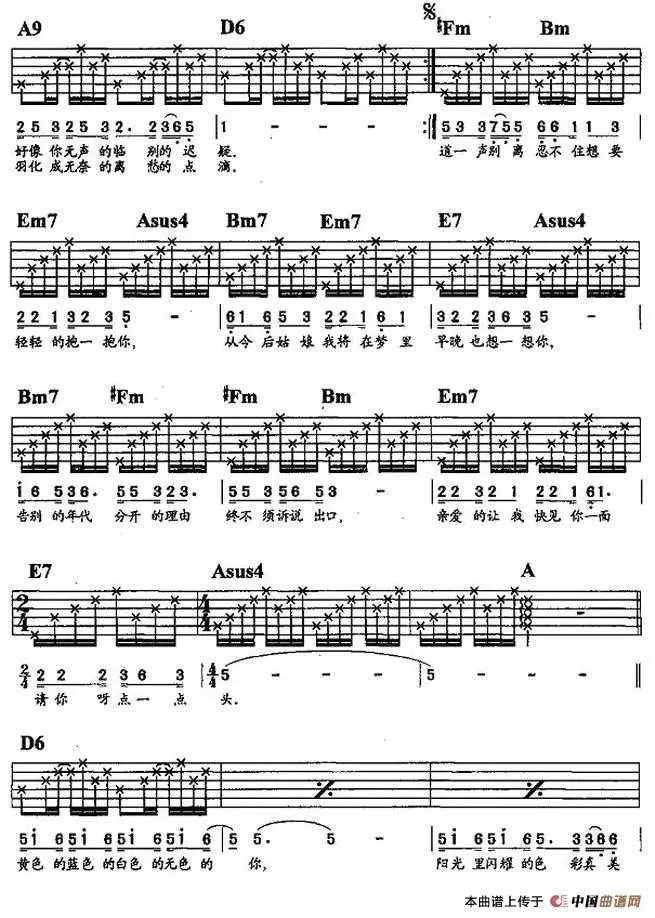 A9 D6 #Fm Bm
2 5 3 2 5 3 2. 2 3 6 5 1 - - - 5 3 3 7 5 5 6 6 1 1 3
好像你无声的临别的迟疑。 道一声别离忍不住想要
羽化成无奈的离愁的点滴。
Em7 Asus4 Bm7 Em7 E7 Asus4
2 2 1 3 2 3 5 - 6 1 6 5 3 2 2 1 6 1 3 2 2 3 6 3 5 -
轻轻的抱一抱你, 从今后姑娘我将在梦里 早晚也想一想你,
Bm7 #Fm #Fm Bm Em7
i 6 5 3 6. 5 5 3 2 3. 5 5 3 5 6 5 3 - 2 2 3 2 1 2 2 1 6 1.
告别的年代 分开的理由 终不须诉说出口, 亲爱的让我快见你一面
E7 Asus4 A
2/4 4/4
2/4 2 2 2 3 6 3 4/4 5 - - - 5 - - -
请你呀点一点头.
D6
5 i 6 5 i 6 5 i 6 5 i 6 5 5. 5 - 5 i 6 5 i 6 5. 3 3 6 6
黄色的蓝色的白色的无色的你, 阳光里闪耀的色彩真美
本曲谱上传于 中国曲谱网